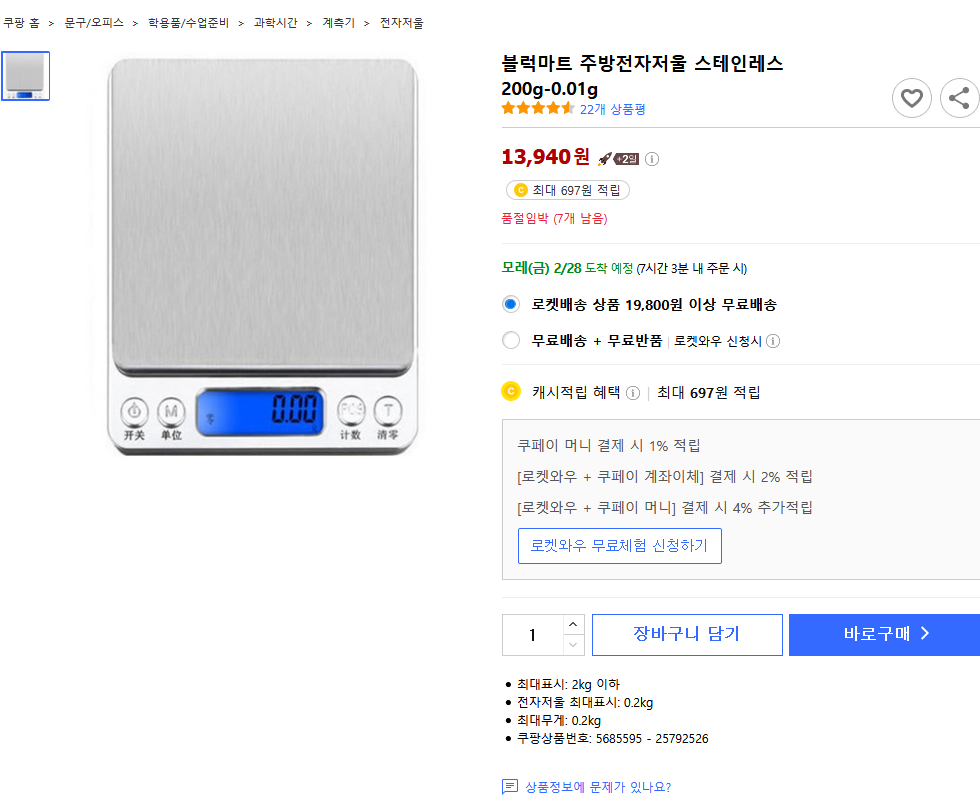 쿠팡 홈 > 문구/오피스 > 학용품/수업준비 > 과학시간 > 계측기 > 전자저울
블럭마트 주방전자저울 스테인레스
200g-0.01g
22개 상품평
13,940원 +2일
최대 697원 적립
품절임박 (7개 남음)
모레(금) 2/28 도착 예정 (7시간 3분 내 주문 시)
로켓배송 상품 19,800원 이상 무료배송
무료배송 + 무료반품 | 로켓와우 신청시
캐시적립 혜택 | 최대 697원 적립
쿠페이 머니 결제 시 1% 적립
[로켓와우 + 쿠페이 계좌이체] 결제 시 2% 적립
[로켓와우 + 쿠페이 머니] 결제 시 4% 추가적립
로켓와우 무료체험 신청하기
1
장바구니 담기
바로구매
최대표시: 2kg 이하
전자저울 최대표시: 0.2kg
최대무게: 0.2kg
쿠팡상품번호: 5685595 - 25792526
상품정보에 문제가 있나요?
0.00
M PCS T
开关 单位 计数 清零